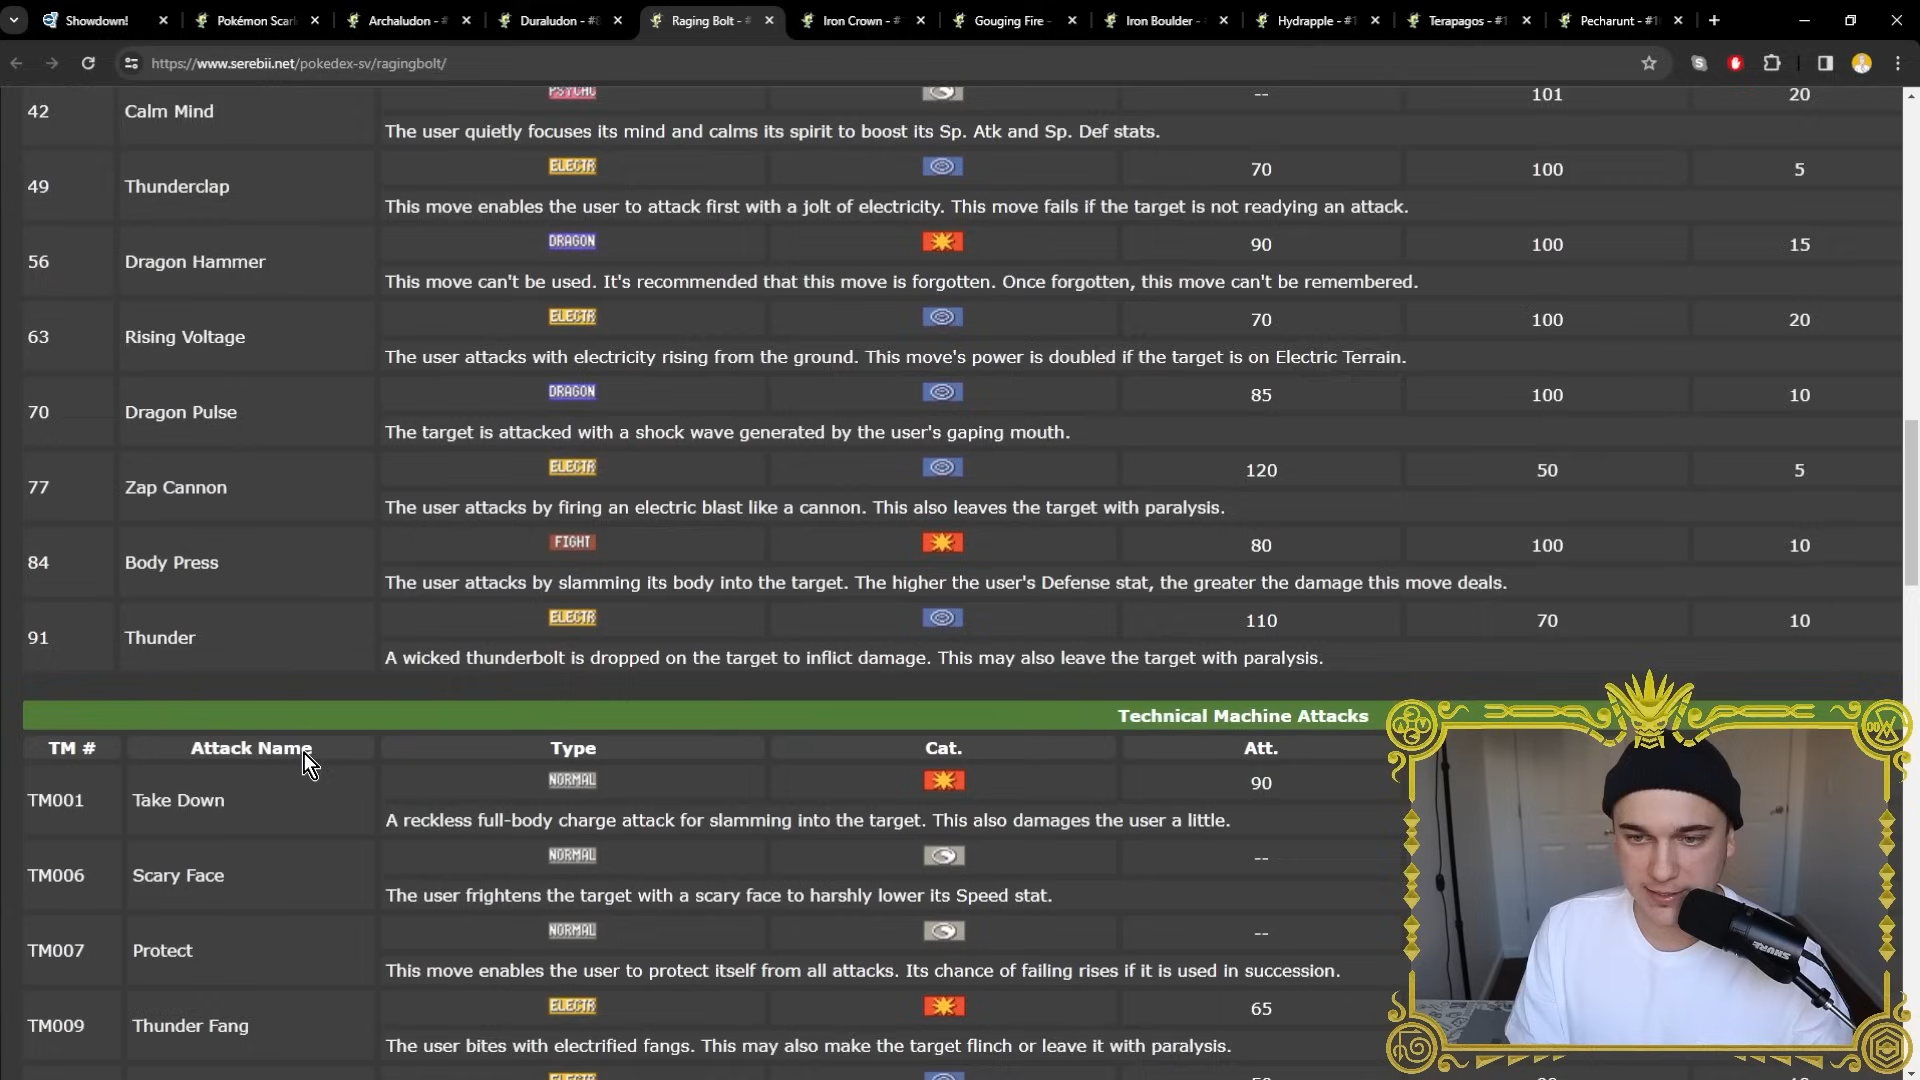 Showdown!
Pokémon Scarl
Archaludon - #
Duraludon - #8
Raging Bolt - #
Iron Crown - #
Gouging Fire -
Iron Boulder -
Hydrapple - #1
Terapagos - #1
Pecharunt - #1
https://www.serebii.net/pokedex-sv/ragingbolt/
42 Calm Mind PSYCHC -- 101 20
The user quietly focuses its mind and calms its spirit to boost its Sp. Atk and Sp. Def stats.
49 Thunderclap ELECTR 70 100 5
This move enables the user to attack first with a jolt of electricity. This move fails if the target is not readying an attack.
56 Dragon Hammer DRAGON 90 100 15
This move can't be used. It's recommended that this move is forgotten. Once forgotten, this move can't be remembered.
63 Rising Voltage ELECTR 70 100 20
The user attacks with electricity rising from the ground. This move's power is doubled if the target is on Electric Terrain.
70 Dragon Pulse DRAGON 85 100 10
The target is attacked with a shock wave generated by the user's gaping mouth.
77 Zap Cannon ELECTR 120 50 5
The user attacks by firing an electric blast like a cannon. This also leaves the target with paralysis.
84 Body Press FIGHT 80 100 10
The user attacks by slamming its body into the target. The higher the user's Defense stat, the greater the damage this move deals.
91 Thunder ELECTR 110 70 10
A wicked thunderbolt is dropped on the target to inflict damage. This may also leave the target with paralysis.
Technical Machine Attacks
TM # Attack Name Type Cat. Att.
TM001 Take Down NORMAL 90
A reckless full-body charge attack for slamming into the target. This also damages the user a little.
TM006 Scary Face NORMAL --
The user frightens the target with a scary face to harshly lower its Speed stat.
TM007 Protect NORMAL --
This move enables the user to protect itself from all attacks. Its chance of failing rises if it is used in succession.
TM009 Thunder Fang ELECTR 65
The user bites with electrified fangs. This may also make the target flinch or leave it with paralysis.
SHURE